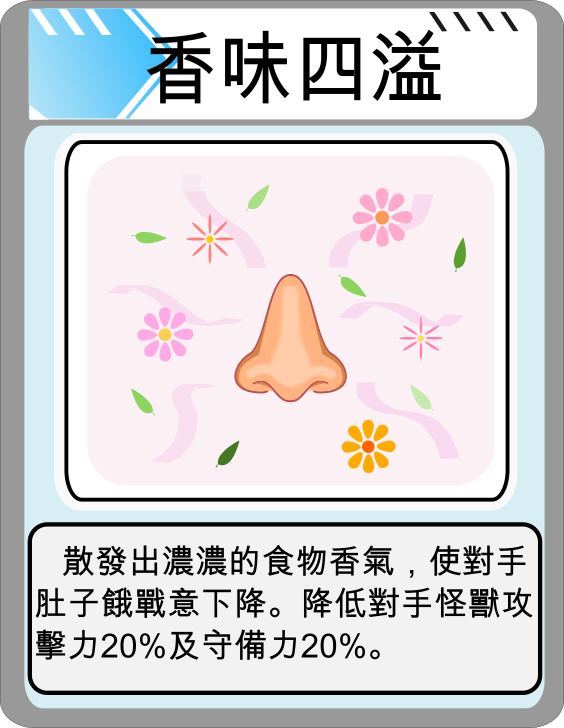 香味四溢
散發出濃濃的食物香氣，使對手
肚子餓戰意下降。降低對手怪獸攻
擊力20%及守備力20%。